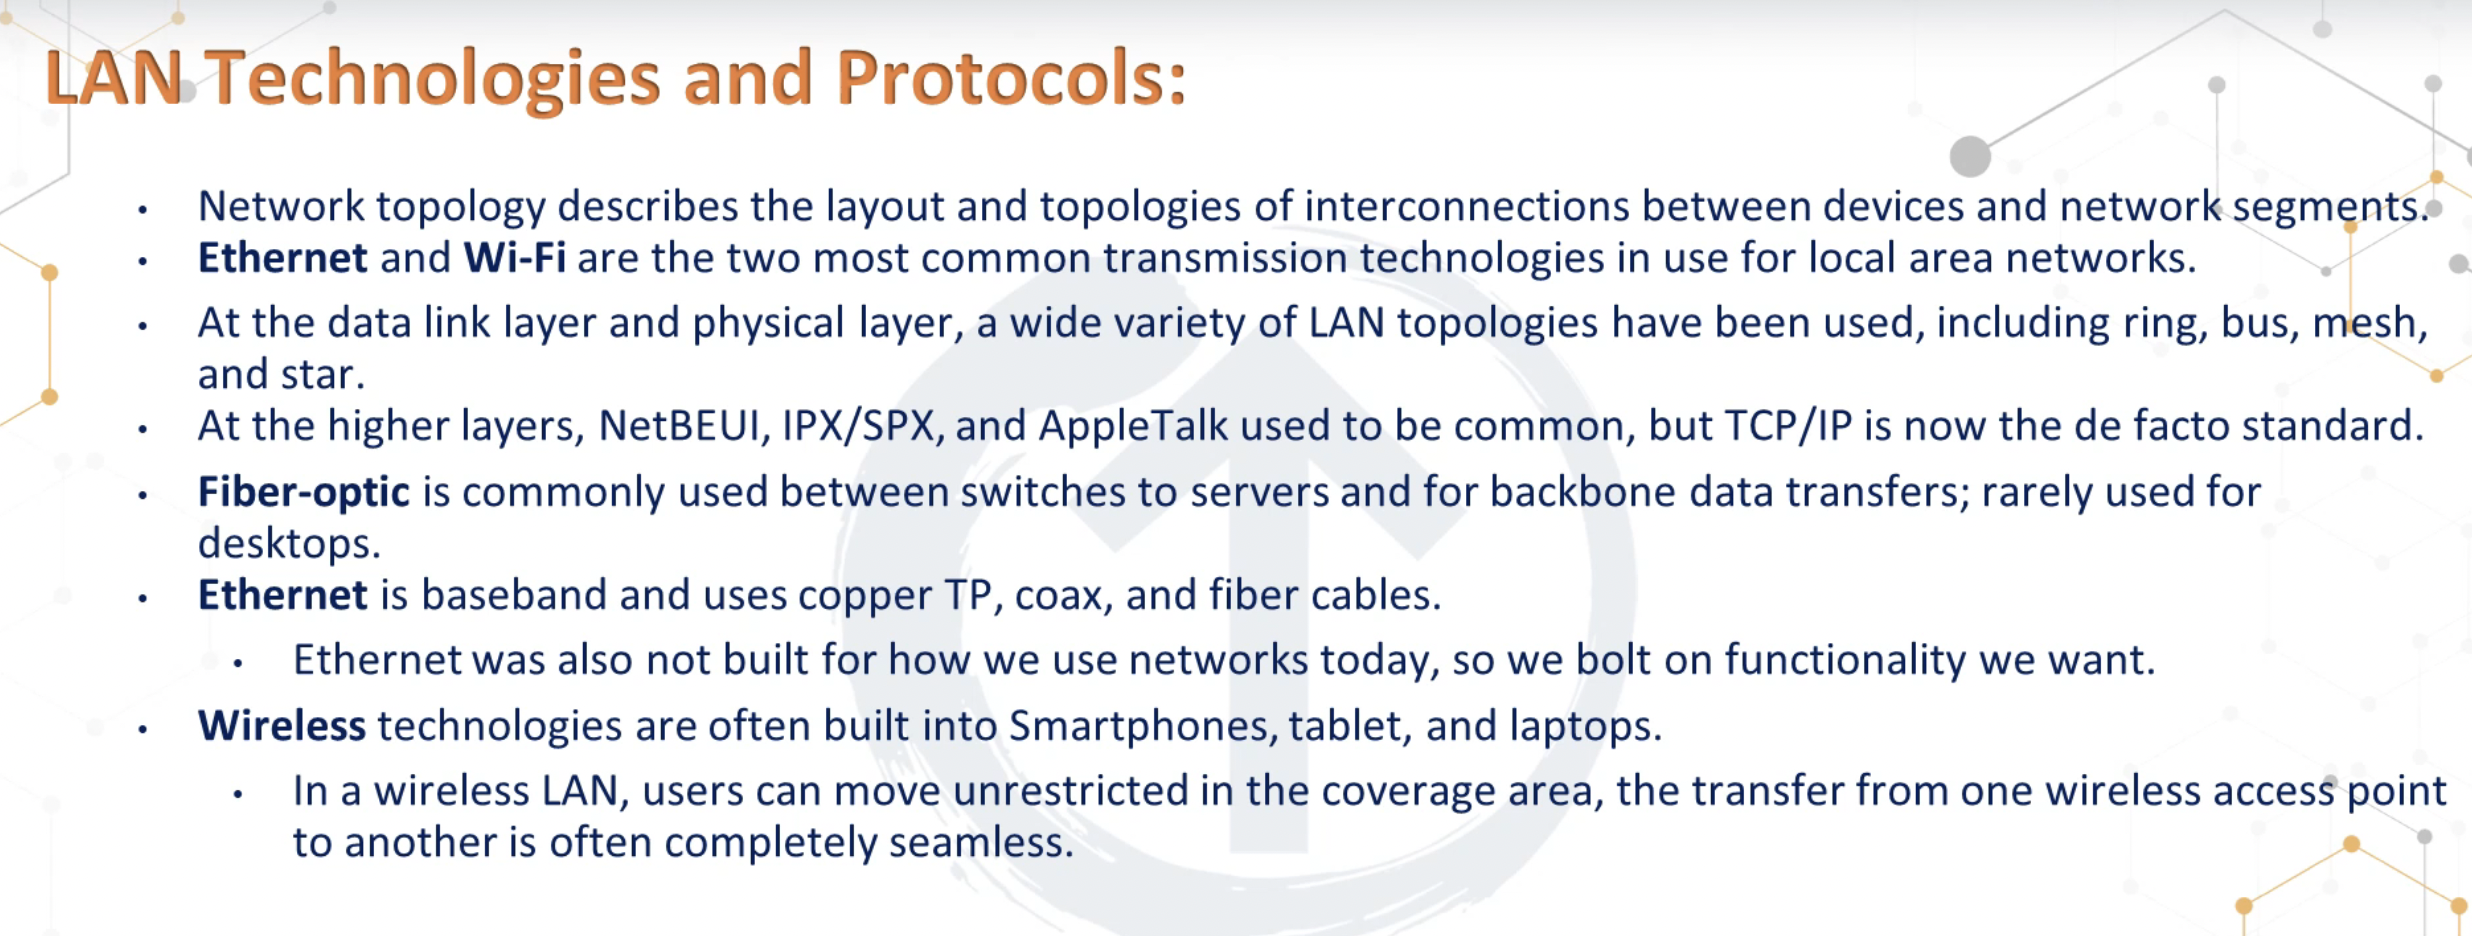 LAN Technologies and Protocols:
• Network topology describes the layout and topologies of interconnections between devices and network segments.
• Ethernet and Wi-Fi are the two most common transmission technologies in use for local area networks.
• At the data link layer and physical layer, a wide variety of LAN topologies have been used, including ring, bus, mesh,
and star.
• At the higher layers, NetBEUI, IPX/SPX, and AppleTalk used to be common, but TCP/IP is now the de facto standard.
• Fiber-optic is commonly used between switches to servers and for backbone data transfers; rarely used for
desktops.
• Ethernet is baseband and uses copper TP, coax, and fiber cables.
• Ethernet was also not built for how we use networks today, so we bolt on functionality we want.
• Wireless technologies are often built into Smartphones, tablet, and laptops.
• In a wireless LAN, users can move unrestricted in the coverage area, the transfer from one wireless access point
to another is often completely seamless.